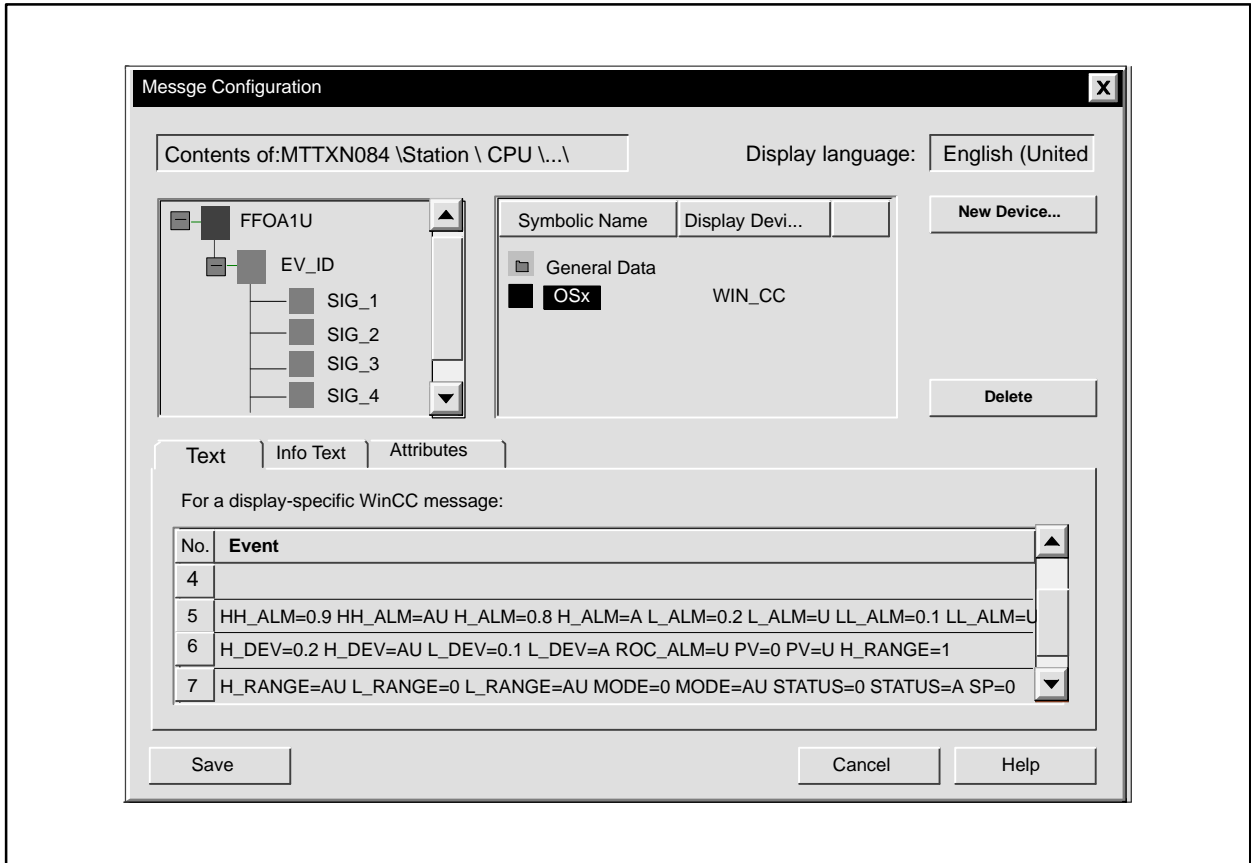 Messge Configuration
X
Contents of:MTTXN084 \Station \ CPU \...\
Display language: English (United
FFOA1U
EV_ID
SIG_1
SIG_2
SIG_3
SIG_4
Symbolic Name Display Devi...
General Data
OSx WIN_CC
New Device...
Delete
Text Info Text Attributes
For a display-specific WinCC message:
No. Event
4
5 HH_ALM=0.9 HH_ALM=AU H_ALM=0.8 H_ALM=A L_ALM=0.2 L_ALM=U LL_ALM=0.1 LL_ALM=U
6 H_DEV=0.2 H_DEV=AU L_DEV=0.1 L_DEV=A ROC_ALM=U PV=0 PV=U H_RANGE=1
7 H_RANGE=AU L_RANGE=0 L_RANGE=AU MODE=0 MODE=AU STATUS=0 STATUS=A SP=0
Save Cancel Help